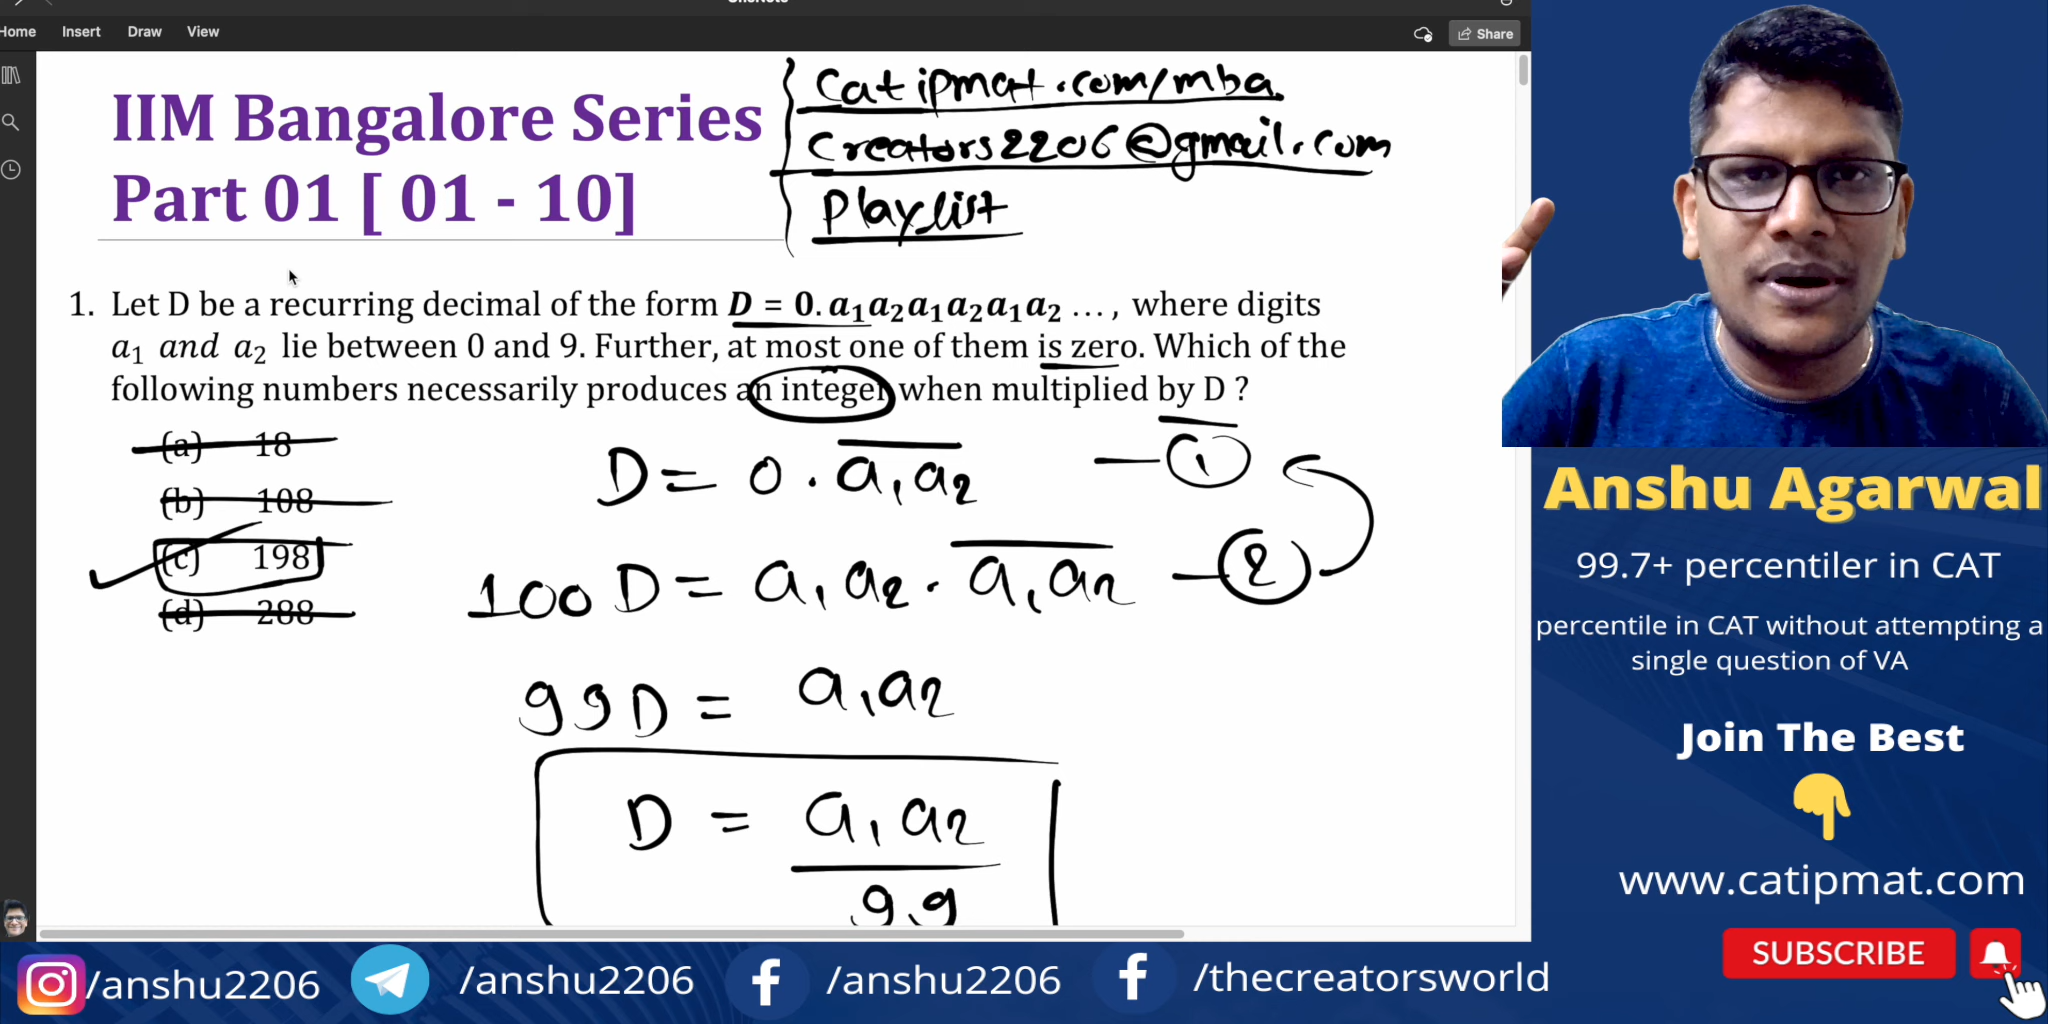 Home Insert Draw View
Share
IIM Bangalore Series
Part 01 [ 01 - 10]
Catipmat.com/mba
Creators2206@gmail.com
Playlist
1. Let D be a recurring decimal of the form D = 0.a₁a₂a₁a₂a₁a₂ ..., where digits
a₁ and a₂ lie between 0 and 9. Further, at most one of them is zero. Which of the
following numbers necessarily produces an integer when multiplied by D ?
(a) 18
(b) 108
(c) 198
(d) 288
D = 0.a₁a₂ — 1
100 D = a₁a₂.a₁a₂ — 2
99D = a₁a₂
D = a₁a₂
99
Anshu Agarwal
99.7+ percentiler in CAT
percentile in CAT without attempting a
single question of VA
Join The Best
www.catipmat.com
SUBSCRIBE
/anshu2206 /anshu2206 /anshu2206 /thecreatorsworld